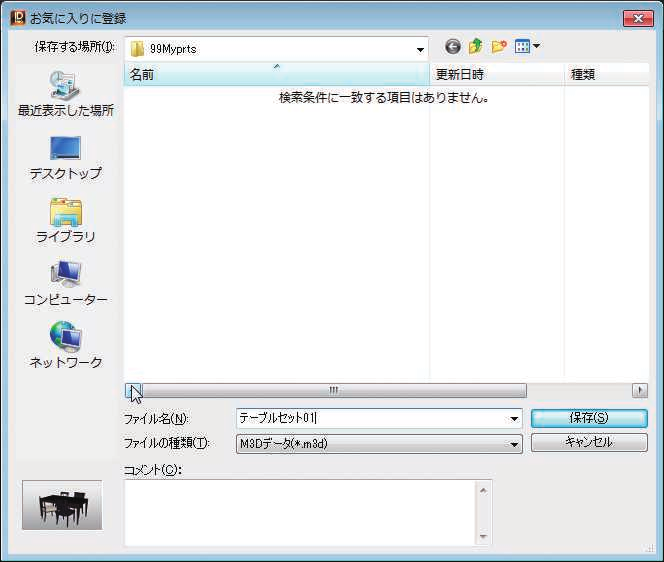 お気に入りに登録
保存する場所(I):
99Myprts
名前
更新日時
種類
検索条件に一致する項目はありません。
最近表示した場所
デスクトップ
ライブラリ
コンピューター
ネットワーク
ファイル名(N):
テーブルセット01
保存(S)
ファイルの種類(T):
M3Dデータ(*.m3d)
キャンセル
コメント(C):